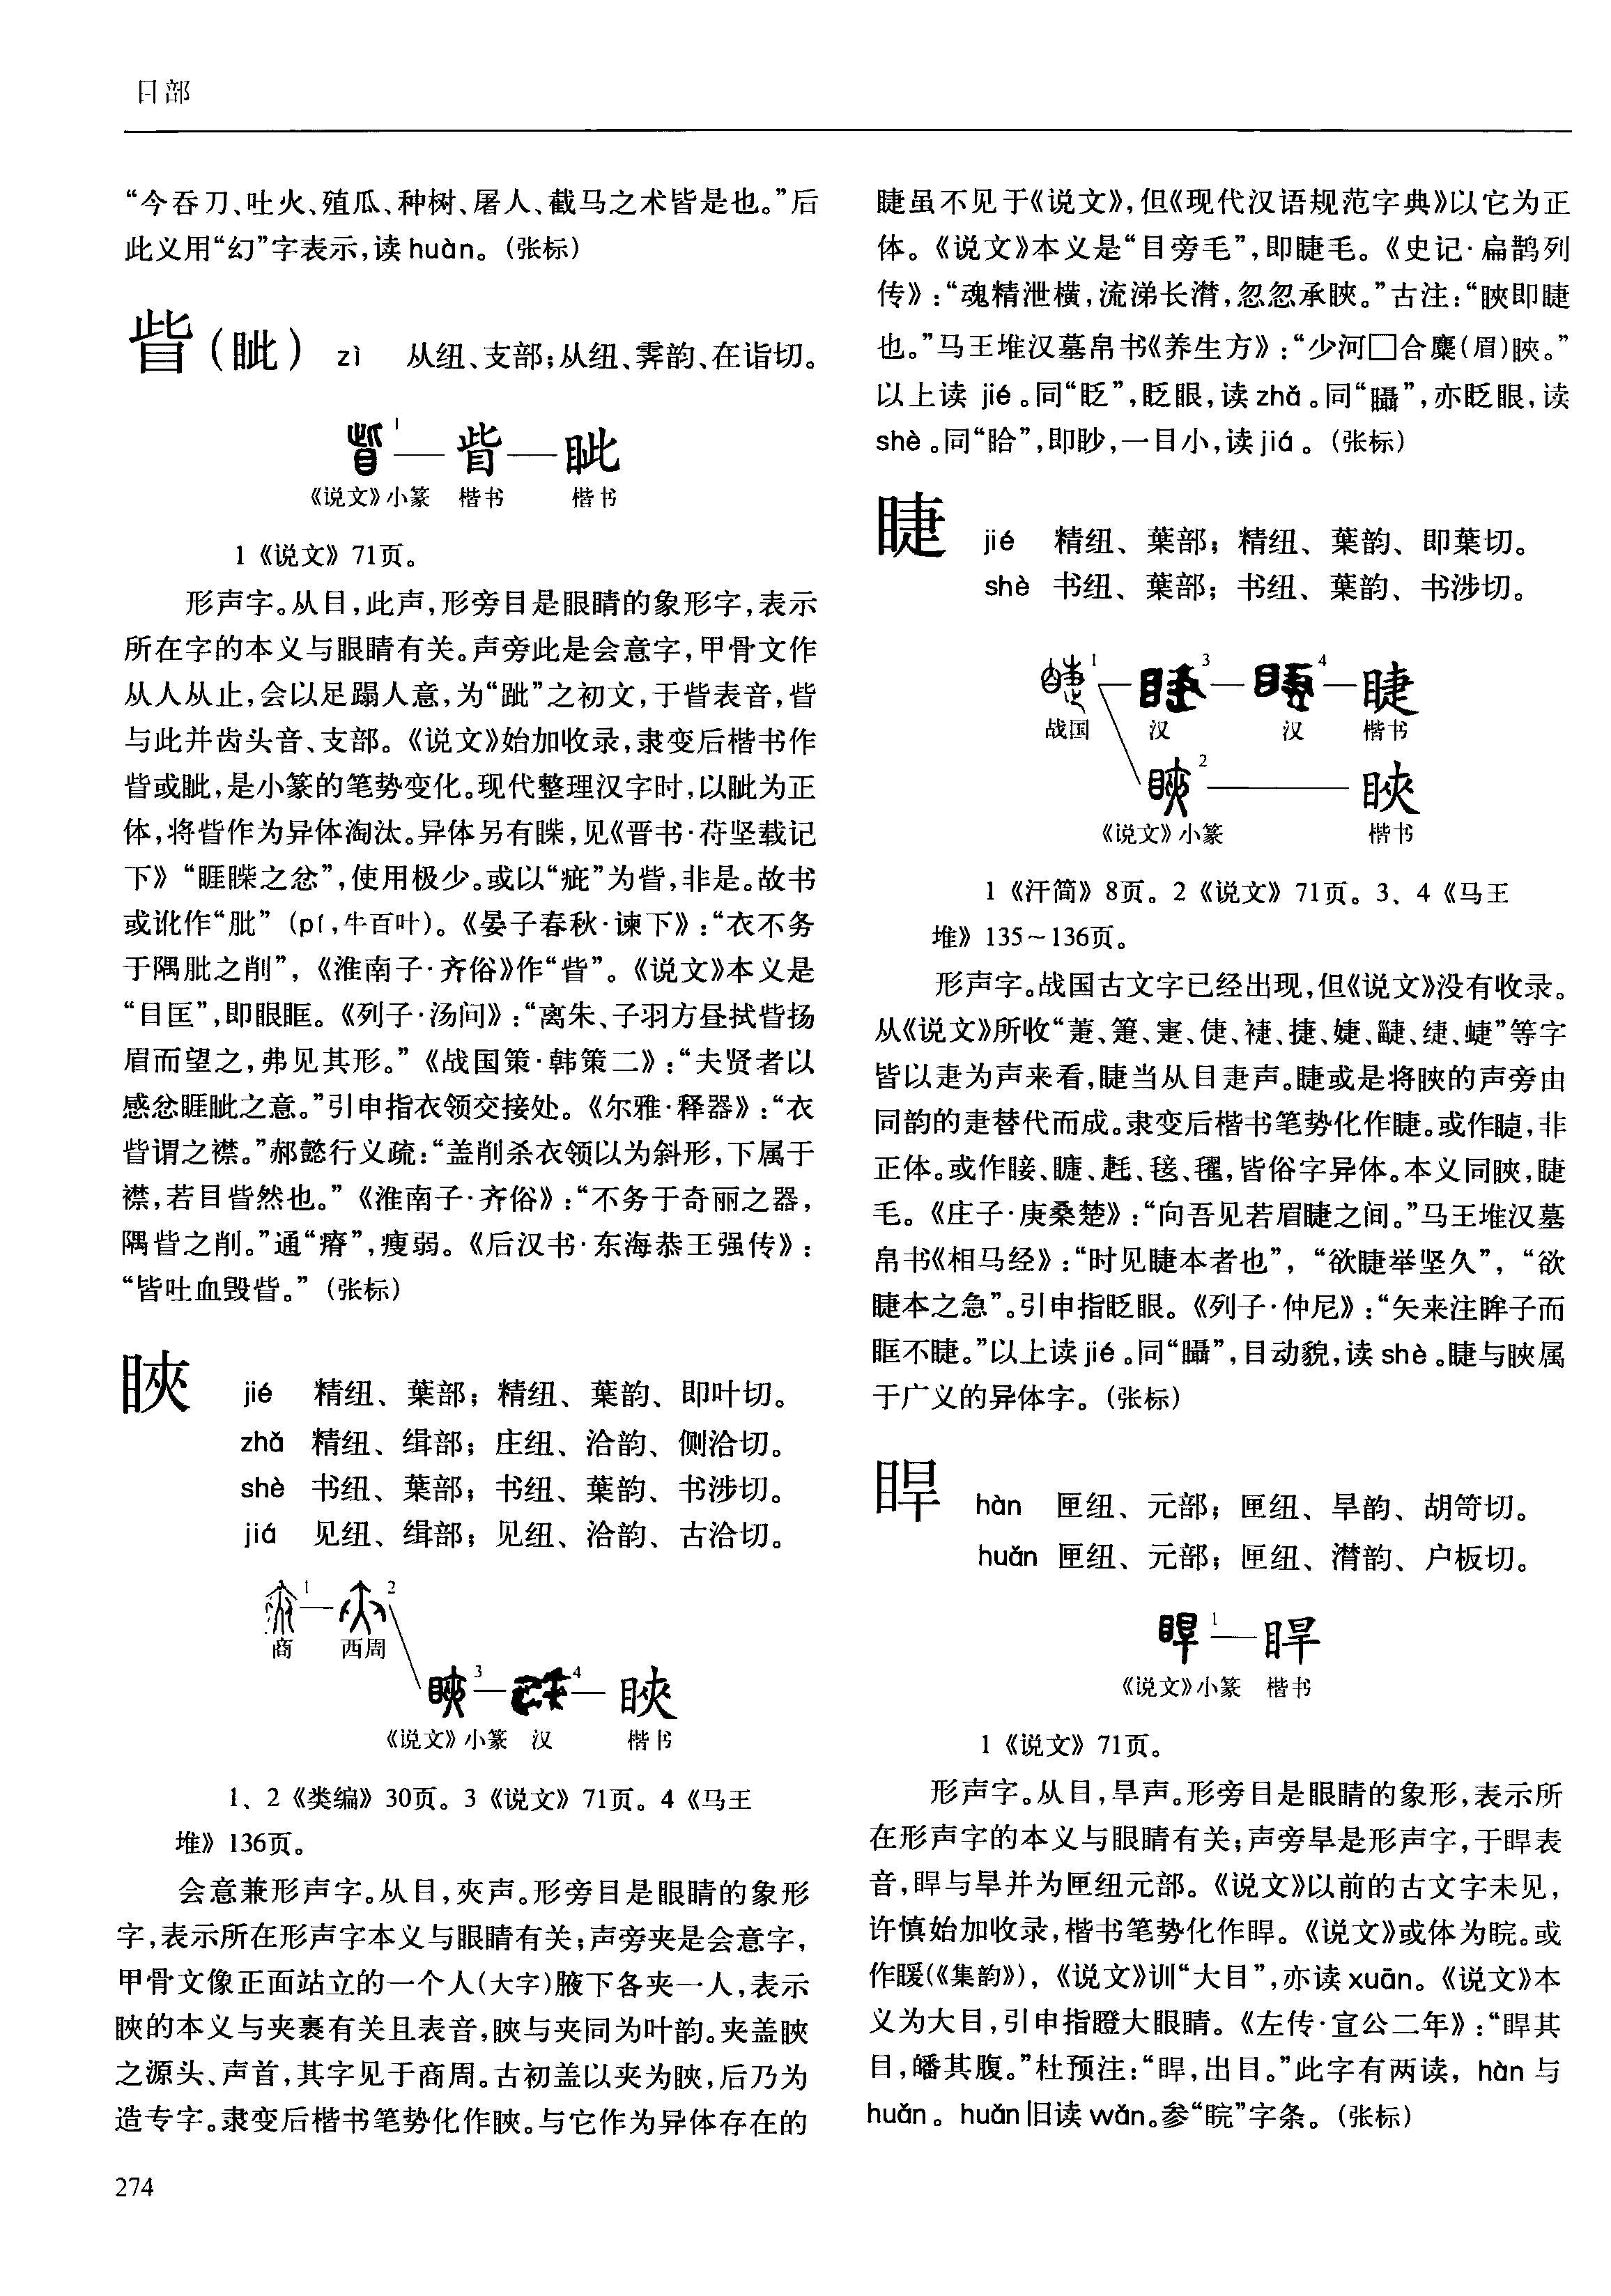 目部
“今吞刀、吐火、殖瓜、种树、屠人、截马之术皆是也。”后
此义用“幻”字表示,读huàn。(张标)
眥(眦) zì 从纽、支部;从纽、霁韵、在诣切。
1 — 眥 — 眦
《说文》小篆 楷书 楷书
1《说文》71页。
形声字。从目,此声,形旁目是眼睛的象形字,表示
所在字的本义与眼睛有关。声旁此是会意字,甲骨文作
从人从止,会以足蹋人意,为“跐”之初文,于眥表音,眥
与此并齿头音、支部。《说文》始加收录,隶变后楷书作
眥或眦,是小篆的笔势变化。现代整理汉字时,以眦为正
体,将眥作为异体淘汰。异体另有睬,见《晋书·苻坚载记
下》“睚睬之忿”,使用极少。或以“疵”为眥,非是。故书
或讹作“肶”(pí,牛百叶)。《晏子春秋·谏下》:“衣不务
于隅肶之削”,《淮南子·齐俗》作“眥”。《说文》本义是
“目匡”,即眼眶。《列子·汤问》:“离朱、子羽方昼拭眥扬
眉而望之,弗见其形。”《战国策·韩策二》:“夫贤者以
感忿睚眦之意。”引申指衣领交接处。《尔雅·释器》:“衣
眥谓之襟。”郝懿行义疏:“盖削杀衣领以为斜形,下属于
襟,若目眥然也。”《淮南子·齐俗》:“不务于奇丽之器,
隅眥之削。”通“瘠”,瘦弱。《后汉书·东海恭王强传》:
“皆吐血毁眥。”(张标)
䀹 jié 精纽、葉部;精纽、葉韵、即叶切。
zhǎ 精纽、缉部;庄纽、洽韵、侧洽切。
shè 书纽、葉部;书纽、葉韵、书涉切。
jiá 见纽、缉部;见纽、洽韵、古洽切。
1 — 2
商 西周
3 — 4 — 䀹
《说文》小篆 汉 楷书
1、2《类编》30页。3《说文》71页。4《马王
堆》136页。
会意兼形声字。从目,夾声。形旁目是眼睛的象形
字,表示所在形声字本义与眼睛有关;声旁夹是会意字,
甲骨文像正面站立的一个人(大字)腋下各夹一人,表示
䀹的本义与夹裹有关且表音,䀹与夹同为叶韵。夹盖䀹
之源头、声首,其字见于商周。古初盖以夹为䀹,后乃为
造专字。隶变后楷书笔势化作䀹。与它作为异体存在的
睫虽不见于《说文》,但《现代汉语规范字典》以它为正
体。《说文》本义是“目旁毛”,即睫毛。《史记·扁鹊列
传》:“魂精泄横,流涕长潸,忽忽承䀹。”古注:“䀹即睫
也。”马王堆汉墓帛书《养生方》:“少河□合麋(眉)䀹。”
以上读 jié。同“眨”,眨眼,读zhǎ。同“䀹”,亦眨眼,读
shè。同“眙”,即眇,一目小,读jiá。(张标)
睫 jié 精纽、葉部;精纽、葉韵、即葉切。
shè 书纽、葉部;书纽、葉韵、书涉切。
1 — 3 — 4 — 睫
战国 汉 汉 楷书
2 — 䀹
《说文》小篆 楷书
1《汗简》8页。2《说文》71页。3、4《马王
堆》135~136页。
形声字。战国古文字已经出现,但《说文》没有收录。
从《说文》所收“萐、箑、寁、倢、䙎、捷、婕、㨗、緁、蜨”等字
皆以疌为声来看,睫当从目疌声。睫或是将䀹的声旁由
同韵的疌替代而成。隶变后楷书笔势化作睫。或作,非
正体。或作,皆俗字异体。本义同䀹,睫
毛。《庄子·庚桑楚》:“向吾见若眉睫之间。”马王堆汉墓
帛书《相马经》:“时见睫本者也”,“欲睫举坚久”,“欲
睫本之急”。引申指眨眼。《列子·仲尼》:“矢来注眸子而
眶不睫。”以上读jié。同“”,目动貌,读shè。睫与䀹属
于广义的异体字。(张标)
睅 hàn 匣纽、元部;匣纽、旱韵、胡笴切。
huǎn 匣纽、元部;匣纽、潸韵、户板切。
1 — 睅
《说文》小篆 楷书
1《说文》71页。
形声字。从目,旱声。形旁目是眼睛的象形,表示所
在形声字的本义与眼睛有关;声旁旱是形声字,于睅表
音,睅与旱并为匣纽元部。《说文》以前的古文字未见,
许慎始加收录,楷书笔势化作睅。《说文》或体为睆。或
作暖(《集韵》),《说文》训“大目”,亦读xuān。《说文》本
义为大目,引申指瞪大眼睛。《左传·宣公二年》:“睅其
目,皤其腹。”杜预注:“睅,出目。”此字有两读,hàn与
huǎn。huǎn旧读wǎn。参“睆”字条。(张标)
274